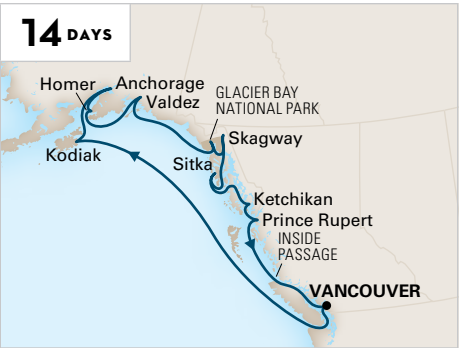 14 DAYS
Homer
Anchorage
Valdez
GLACIER BAY
NATIONAL PARK
Skagway
Kodiak
Sitka
Ketchikan
Prince Rupert
INSIDE
PASSAGE
VANCOUVER